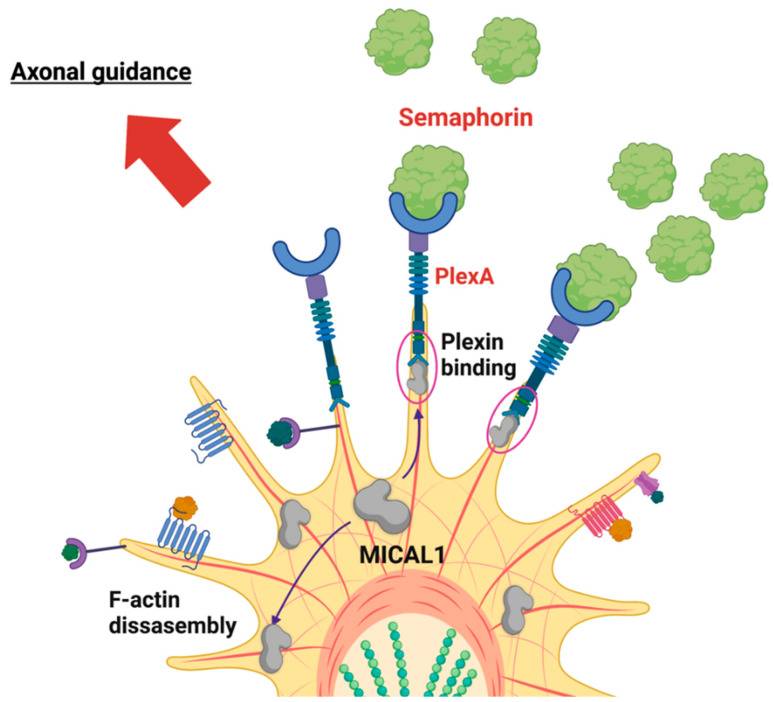 Axonal guidance
Semaphorin
PlexA
Plexin
binding
MICAL1
F-actin
dissasembly